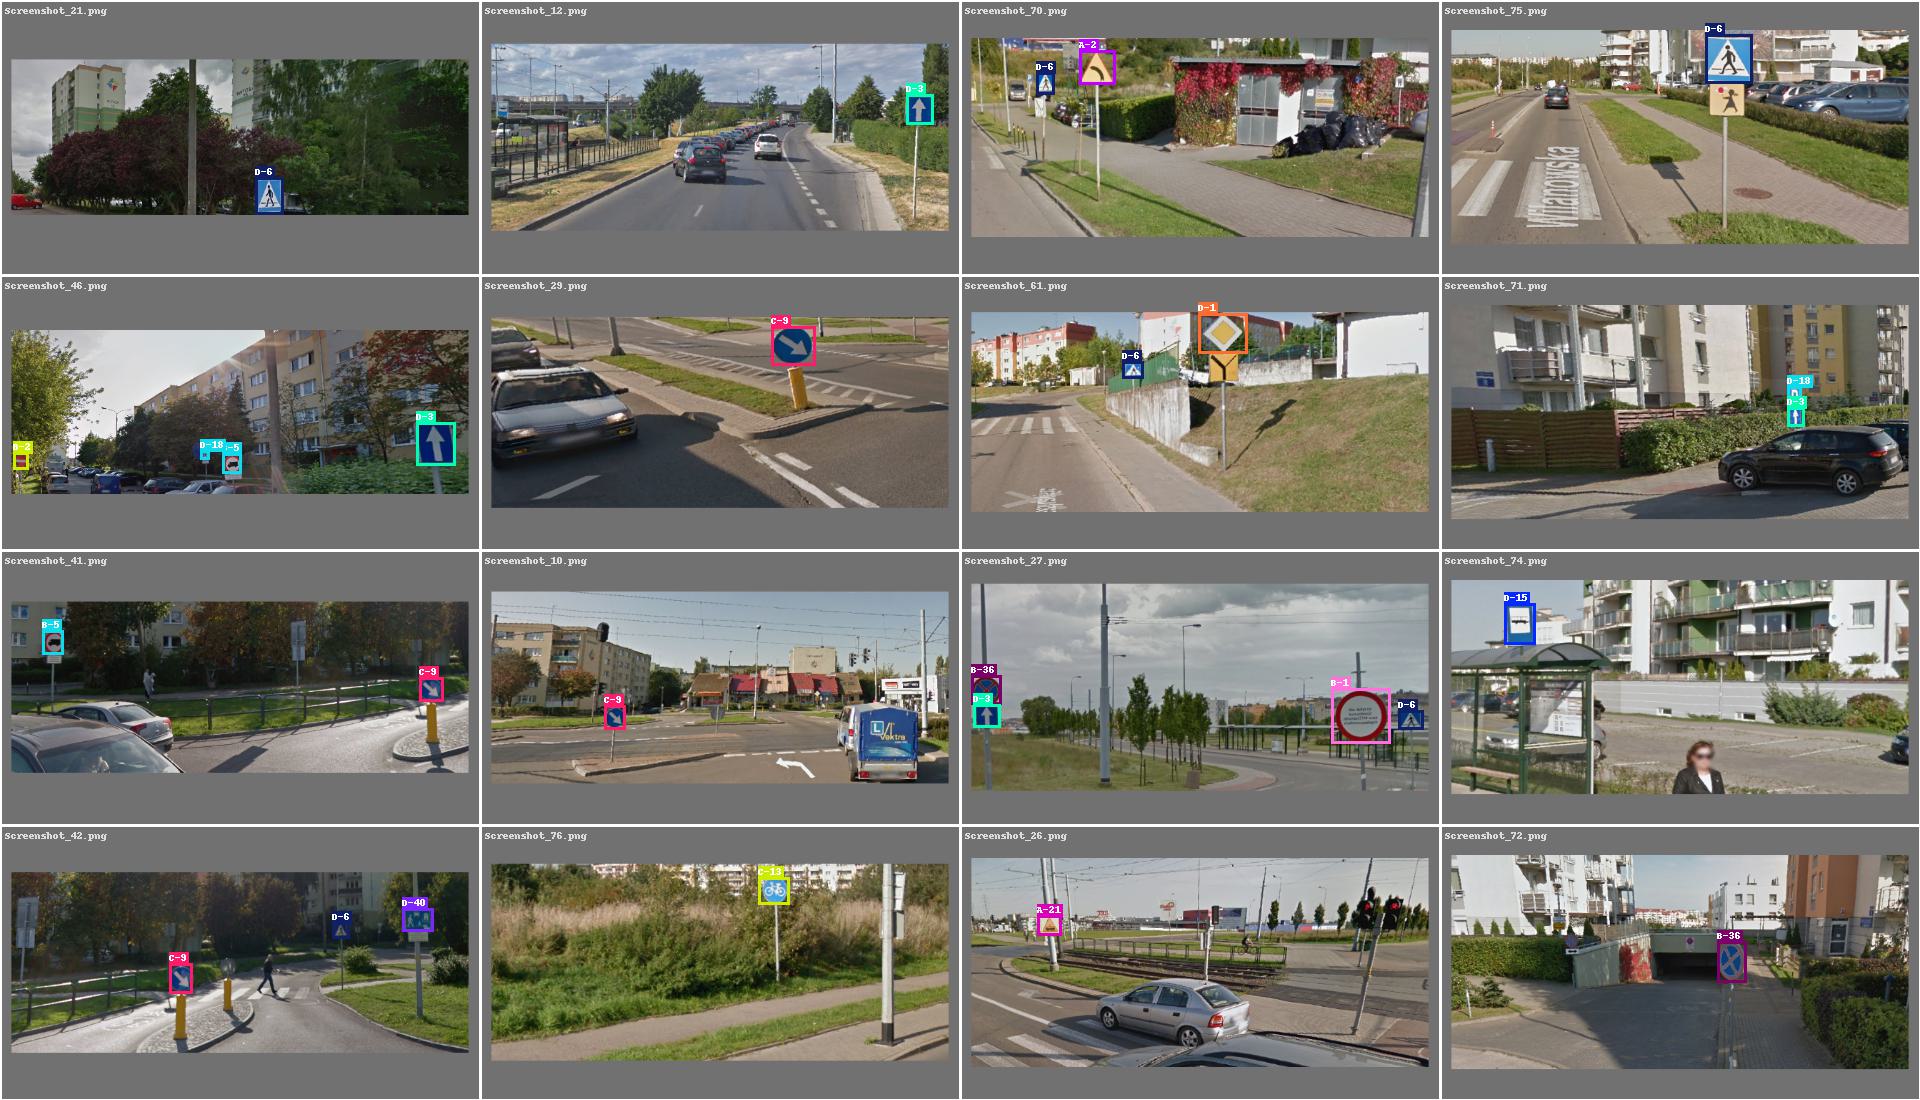 Screenshot_21.png
D-6
Screenshot_12.png
D-3
Screenshot_70.png
A-2
D-6
Screenshot_75.png
D-6
Wilanowska
Screenshot_46.png
D-2
D-18
-5
D-3
Screenshot_29.png
C-9
Screenshot_61.png
D-1
D-6
Screenshot_71.png
D-18
D-3
Screenshot_41.png
B-5
C-9
Screenshot_10.png
C-9
L
Vektra
Screenshot_27.png
B-36
D-3
B-1
D-6
Screenshot_74.png
D-15
Screenshot_42.png
D-40
D-6
C-9
Screenshot_76.png
C-13
Screenshot_26.png
A-21
Screenshot_72.png
B-36